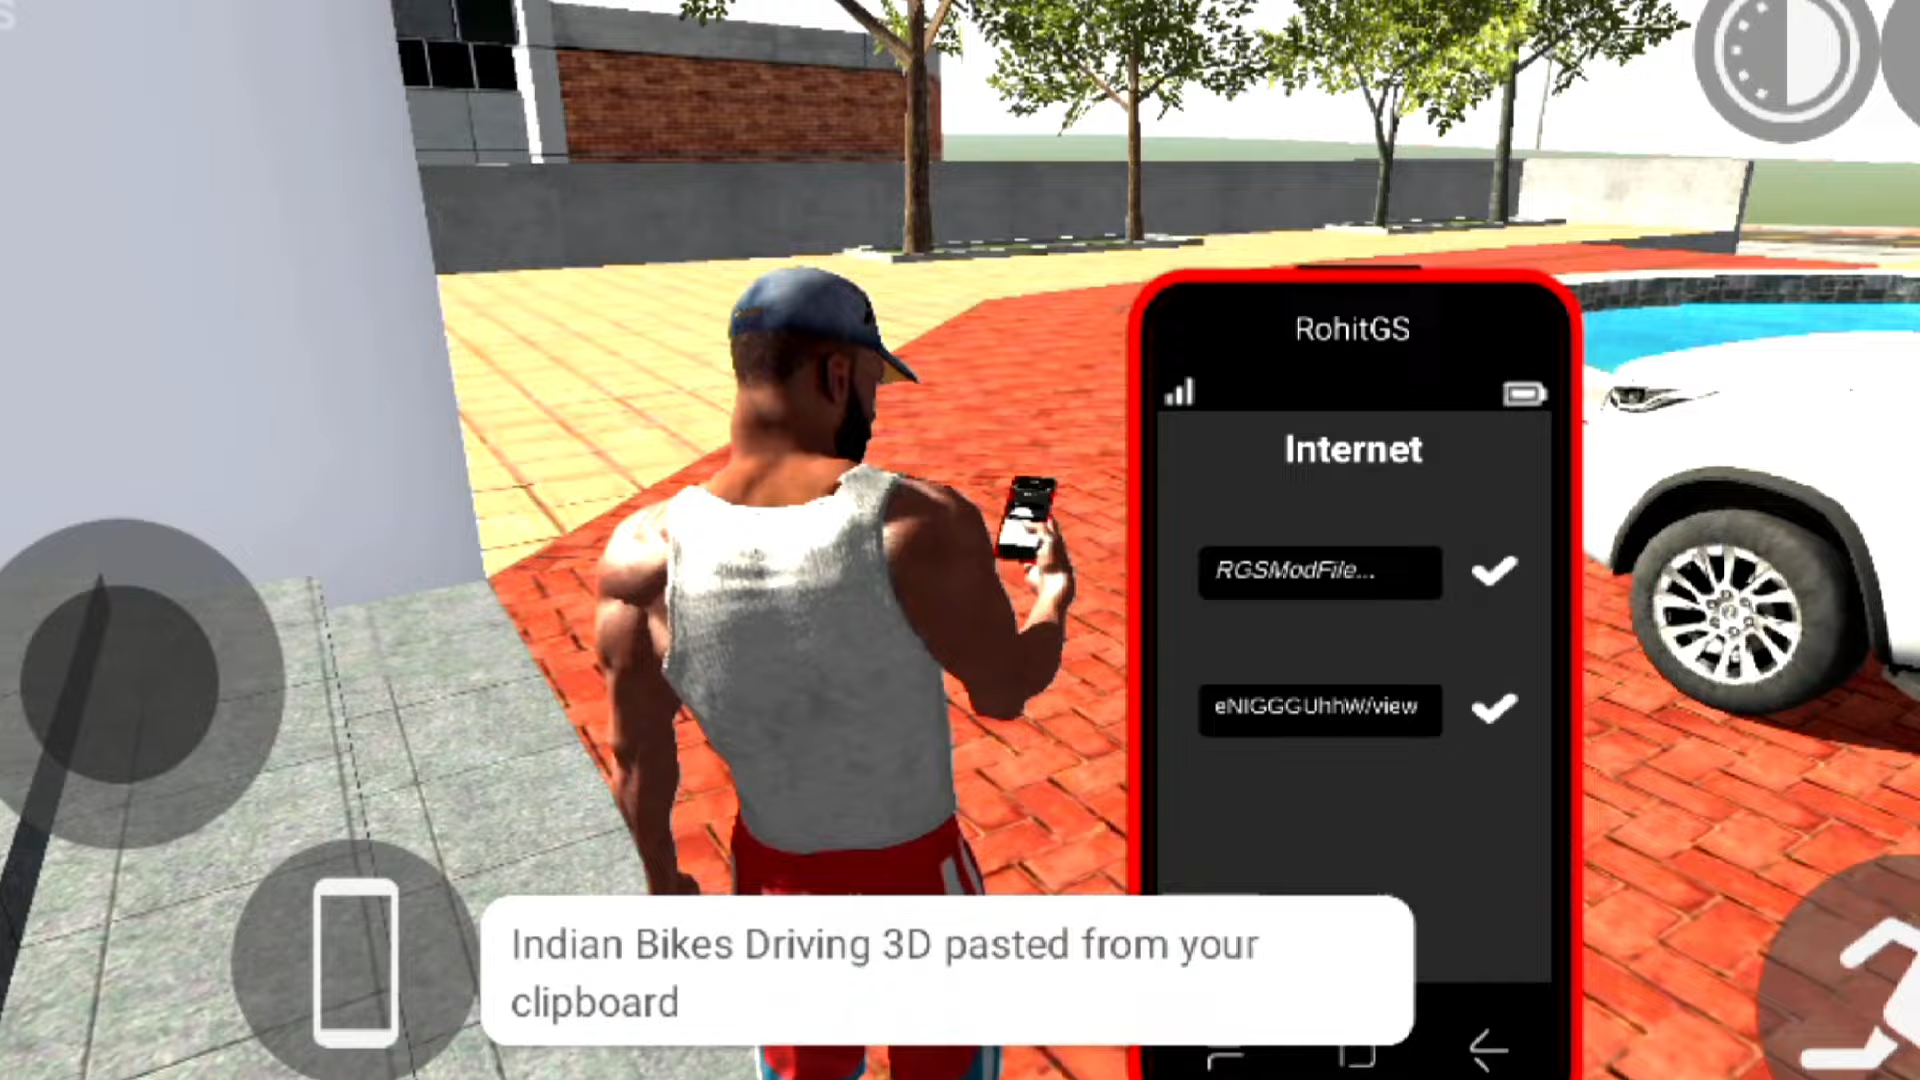 S
RohitGS
Internet
RGSModFile...
eNIGGGUhhW/view
Indian Bikes Driving 3D pasted from your
clipboard